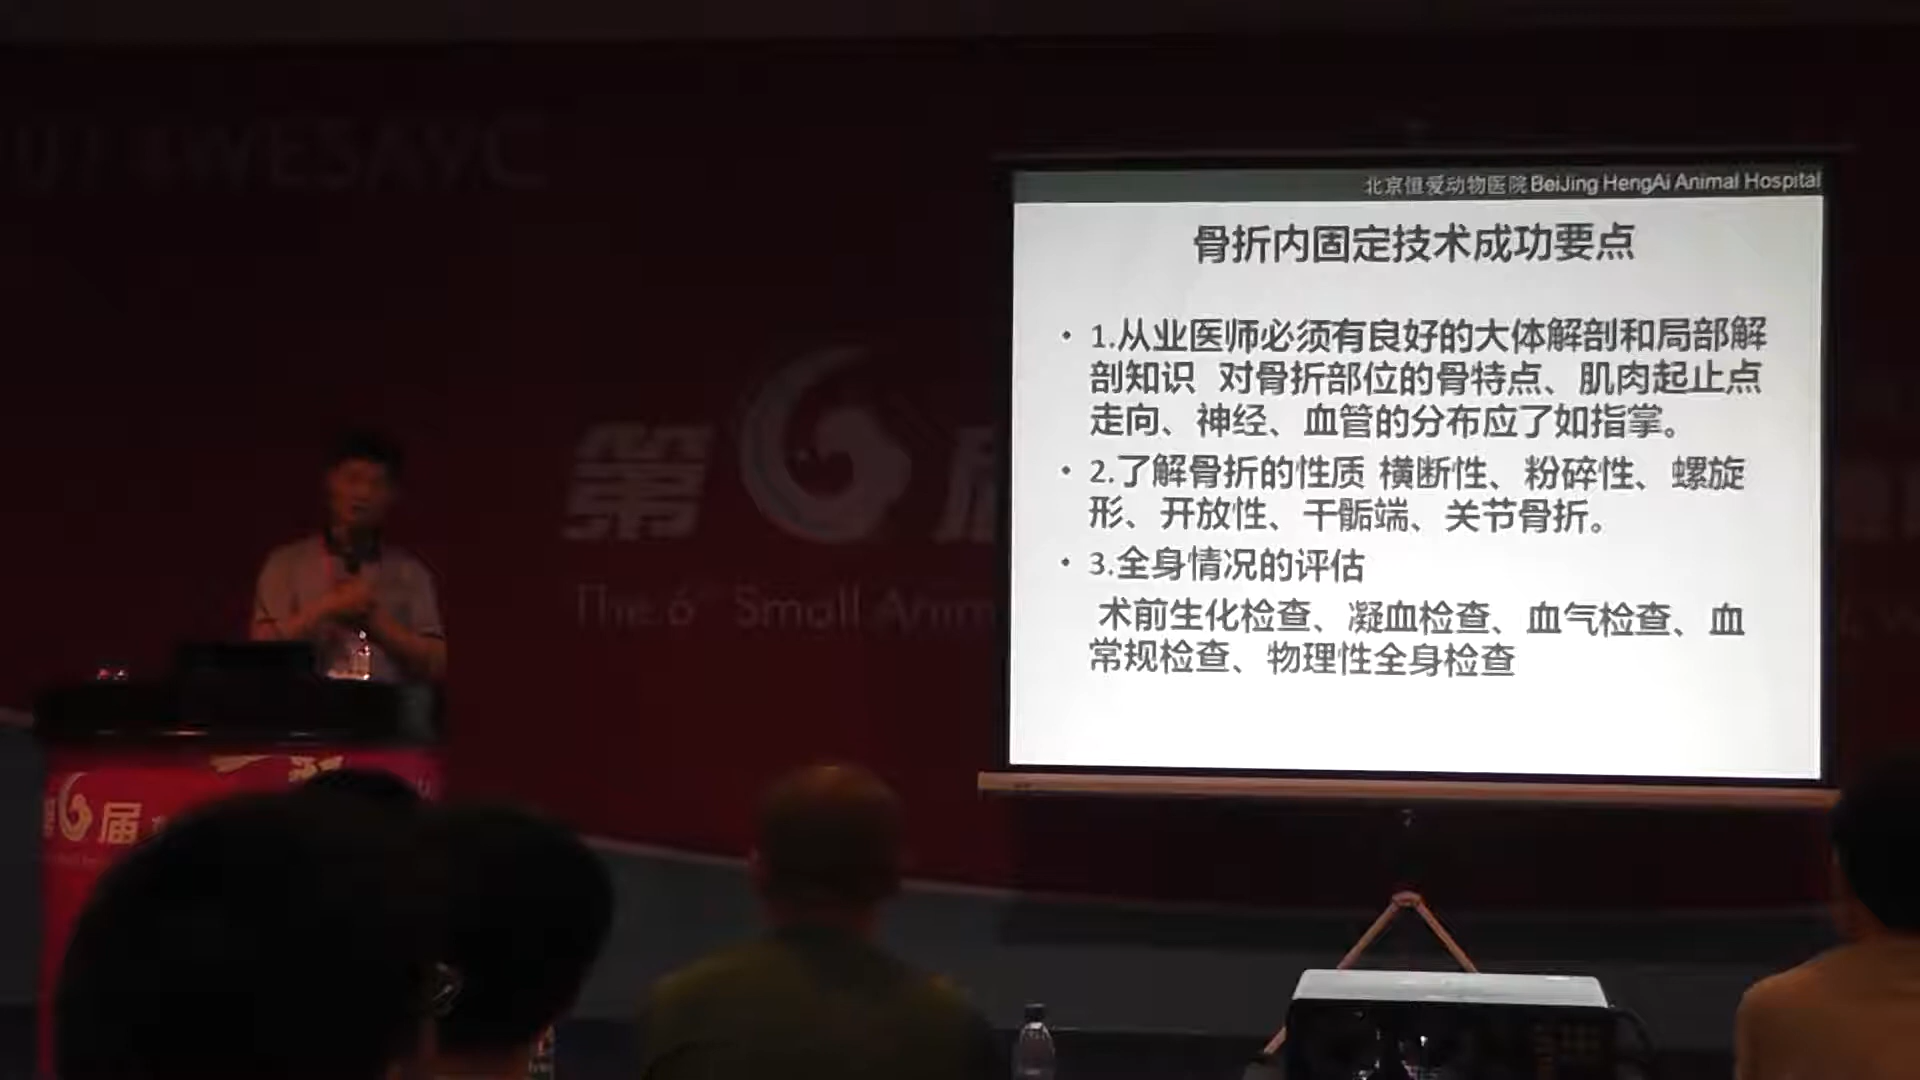 北京恒爱动物医院 BeiJing HengAi Animal Hospital
骨折内固定技术成功要点
• 1.从业医师必须有良好的大体解剖和局部解
剖知识 对骨折部位的骨特点、肌肉起止点
走向、神经、血管的分布应了如指掌。
• 2.了解骨折的性质 横断性、粉碎性、螺旋
形、开放性、干骺端、关节骨折。
• 3.全身情况的评估
术前生化检查、凝血检查、血气检查、血
常规检查、物理性全身检查
WESAVC
第6届
The 6th Small Anim
第6届